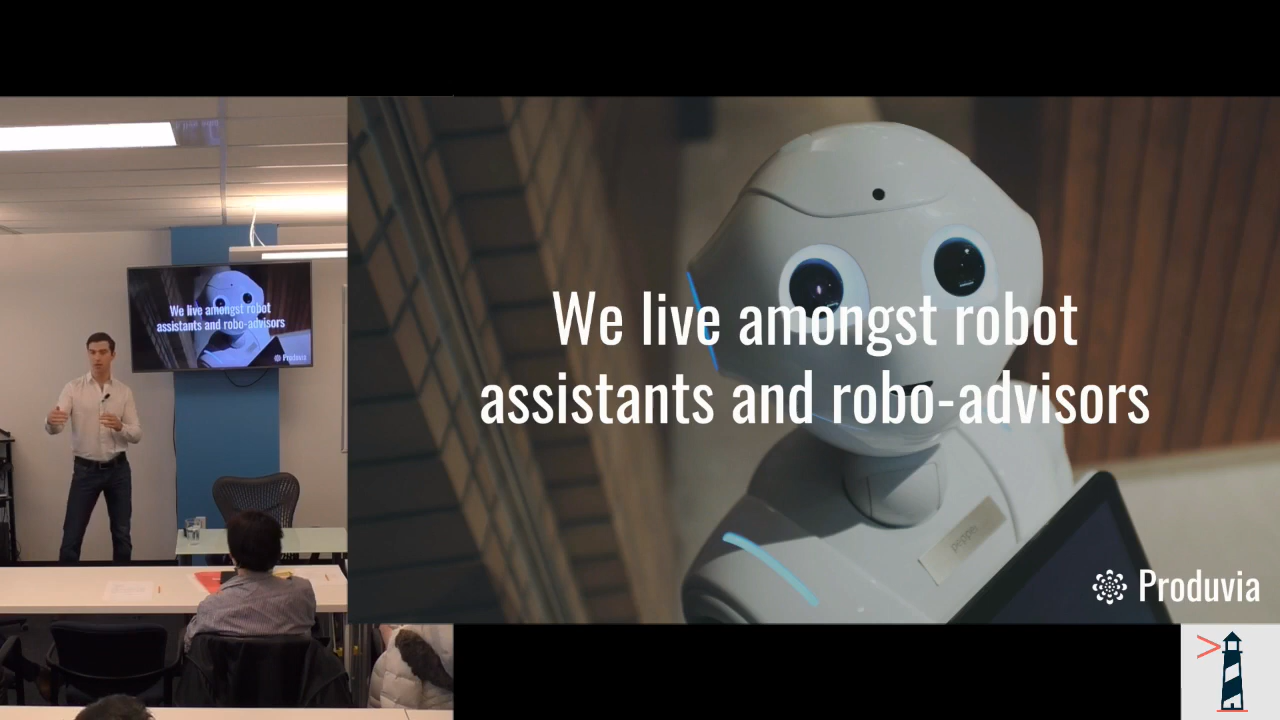 We live amongst robot
assistants and robo-advisors
Produvia
We live amongst robot
assistants and robo-advisors
Produvia